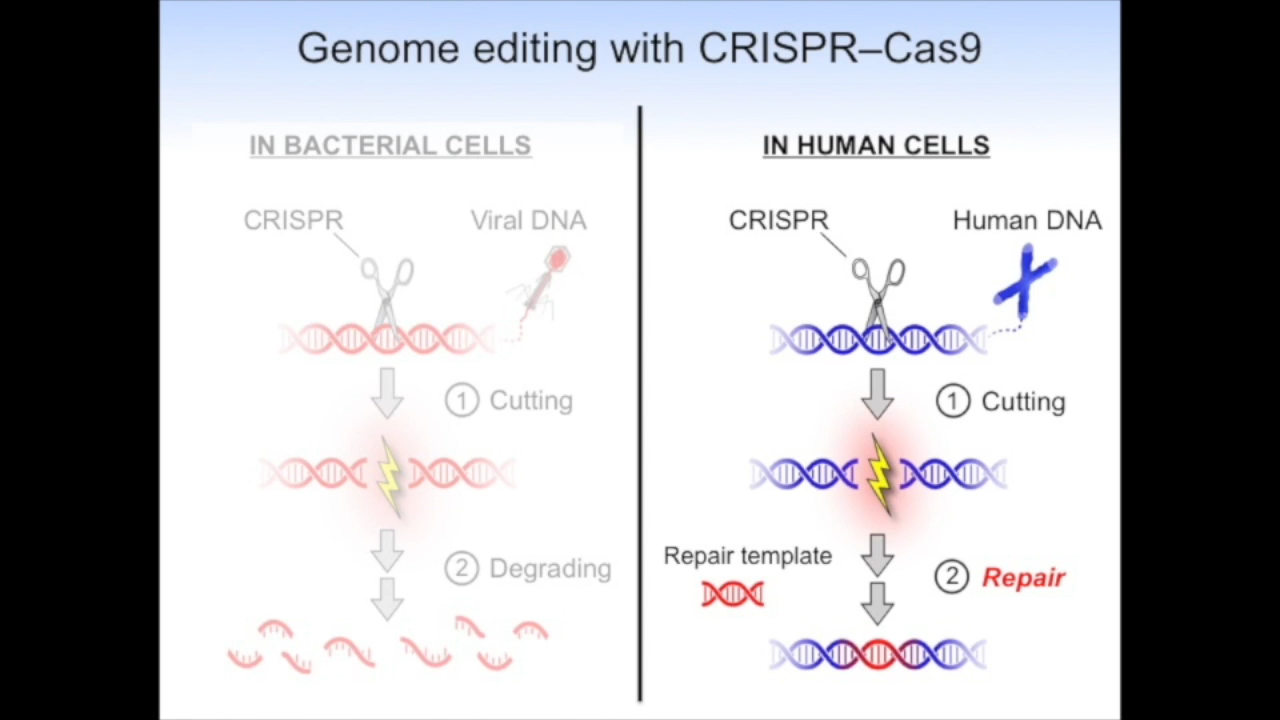 Genome editing with CRISPR–Cas9
IN BACTERIAL CELLS
CRISPR
Viral DNA
1 Cutting
2 Degrading
IN HUMAN CELLS
CRISPR
Human DNA
1 Cutting
Repair template
2 Repair